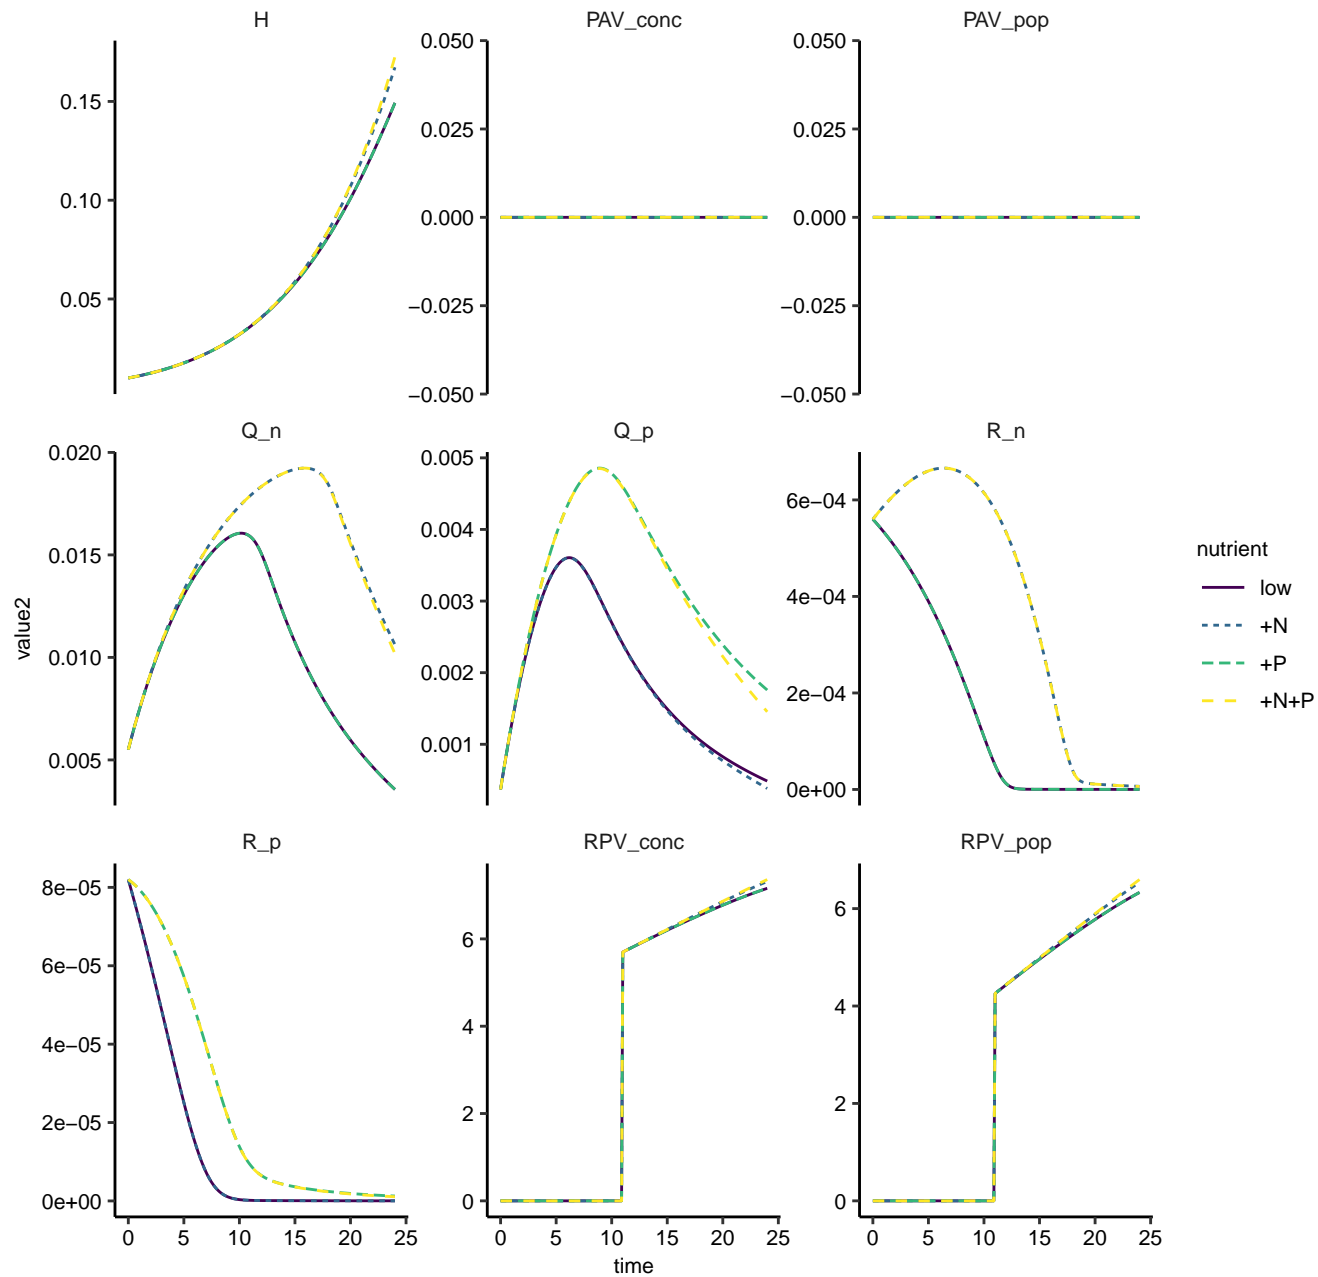 H
PAV_conc
PAV_pop
0.15
0.10
0.05
0.050
0.025
0.000
−0.025
−0.050
0.050
0.025
0.000
−0.025
−0.050
Q_n
Q_p
R_n
0.020
0.015
0.010
0.005
0.005
0.004
0.003
0.002
0.001
6e−04
4e−04
2e−04
0e+00
value2
nutrient
low
+N
+P
+N+P
R_p
RPV_conc
RPV_pop
8e−05
6e−05
4e−05
2e−05
0e+00
6
4
2
0
6
4
2
0
0 5 10 15 20 25
0 5 10 15 20 25
0 5 10 15 20 25
time